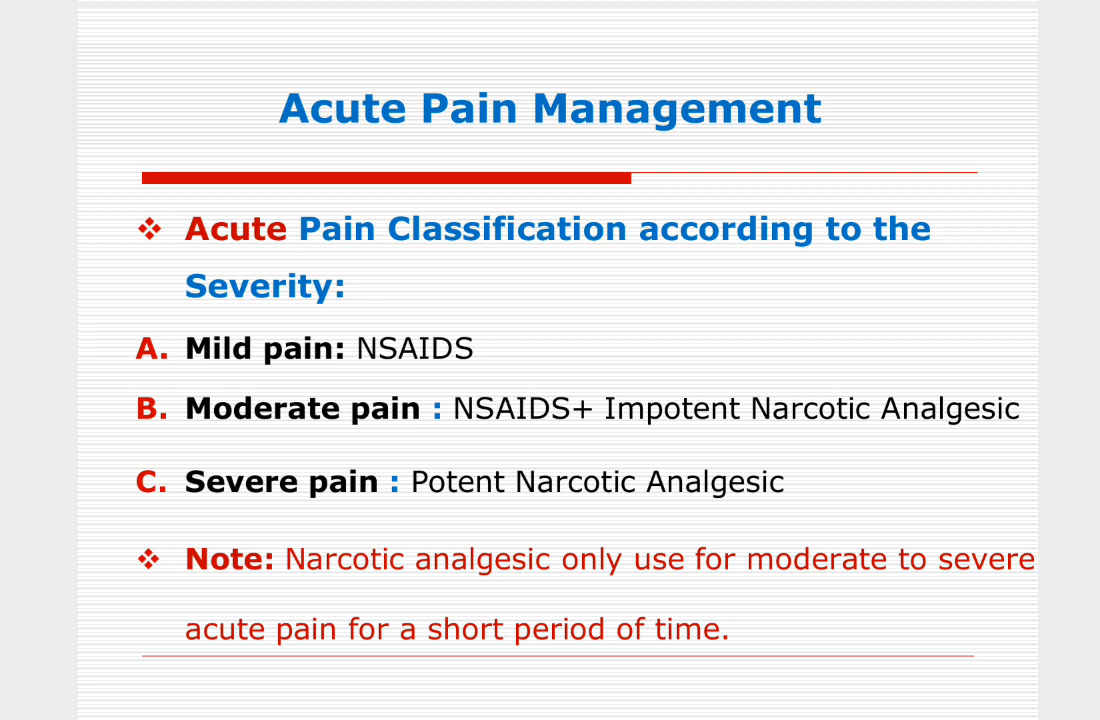 Acute Pain Management
❖ Acute Pain Classification according to the
Severity:
A. Mild pain: NSAIDS
B. Moderate pain : NSAIDS+ Impotent Narcotic Analgesic
C. Severe pain : Potent Narcotic Analgesic
❖ Note: Narcotic analgesic only use for moderate to severe
acute pain for a short period of time.